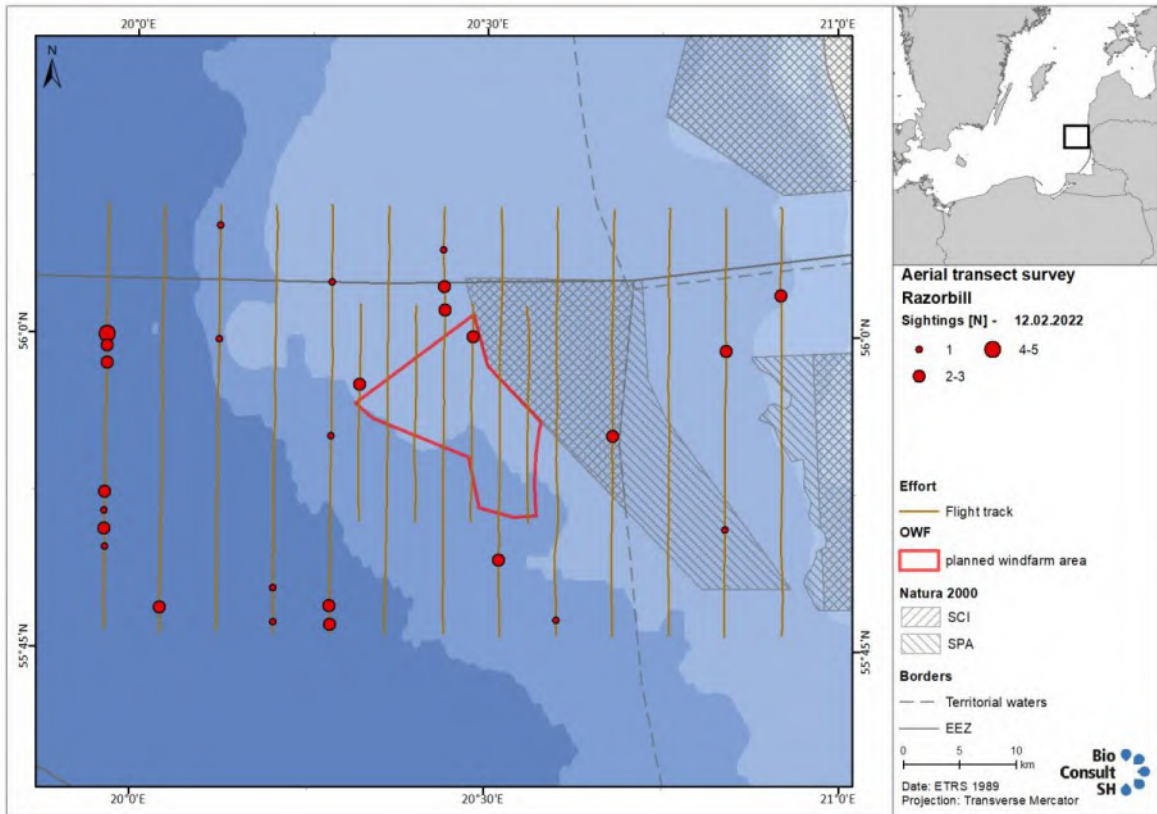 20°0'E
20°30'E
21°0'E
N
56°0'N
56°0'N
55°45'N
55°45'N
20°0'E
20°30'E
21°0'E
Aerial transect survey
Razorbill
Sightings [N] - 12.02.2022
1
4-5
2-3
Effort
Flight track
OWF
planned windfarm area
Natura 2000
SCI
SPA
Borders
Territorial waters
EEZ
0 5 10
km
Date: ETRS 1989
Projection: Transverse Mercator
Bio
Consult
SH